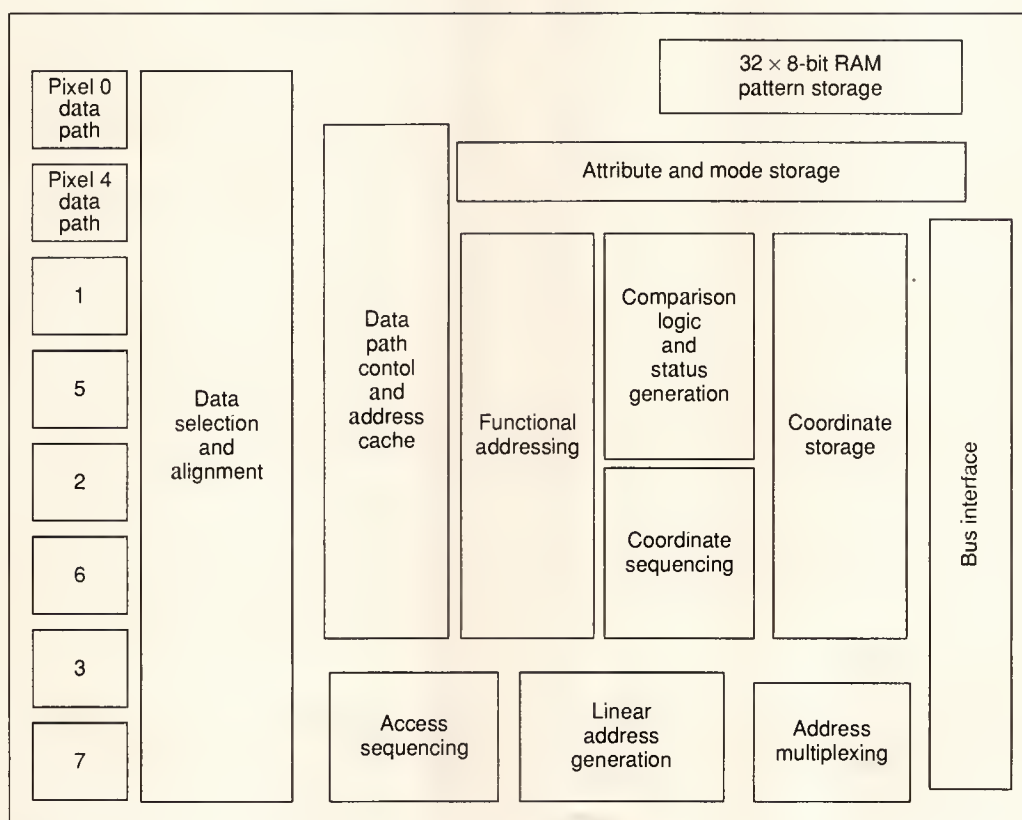 Pixel 0
data
path
Pixel 4
data
path
1
5
2
6
3
7
Data
selection
and
alignment
Data
path
contol
and
address
cache
32 × 8-bit RAM
pattern storage
Attribute and mode storage
Functional
addressing
Comparison
logic
and
status
generation
Coordinate
sequencing
Coordinate
storage
Bus interface
Access
sequencing
Linear
address
generation
Address
multiplexing